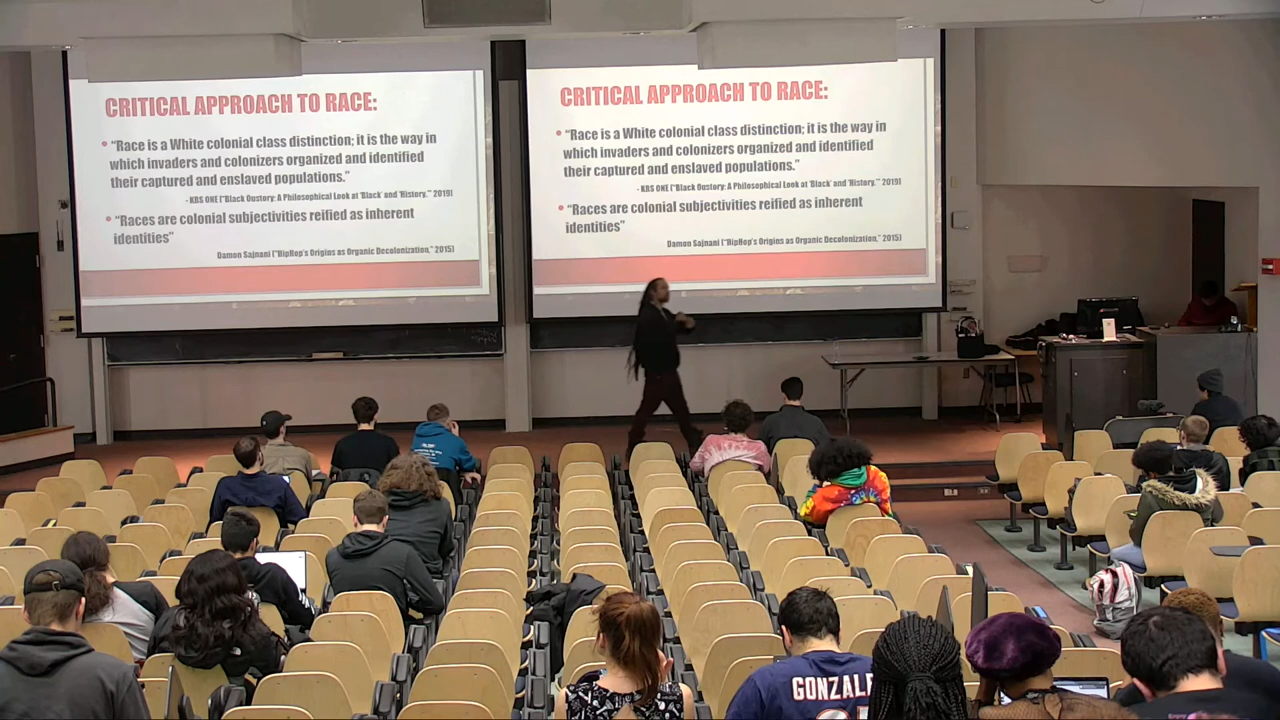 CRITICAL APPROACH TO RACE:
• “Race is a White colonial class distinction; it is the way in
which invaders and colonizers organized and identified
their captured and enslaved populations.”
- KRS ONE ["Black Oustory: A Philosophical Look at 'Black' and 'History,'" 2019]
• “Races are colonial subjectivities reified as inherent
identities”
Damon Sajnani ("HipHop's Origins as Organic Decolonization," 2015)
CRITICAL APPROACH TO RACE:
• “Race is a White colonial class distinction; it is the way in
which invaders and colonizers organized and identified
their captured and enslaved populations.”
- KRS ONE ["Black Oustory: A Philosophical Look at 'Black' and 'History,'" 2019]
• “Races are colonial subjectivities reified as inherent
identities”
Damon Sajnani ("HipHop's Origins as Organic Decolonization," 2015)
GONZALE